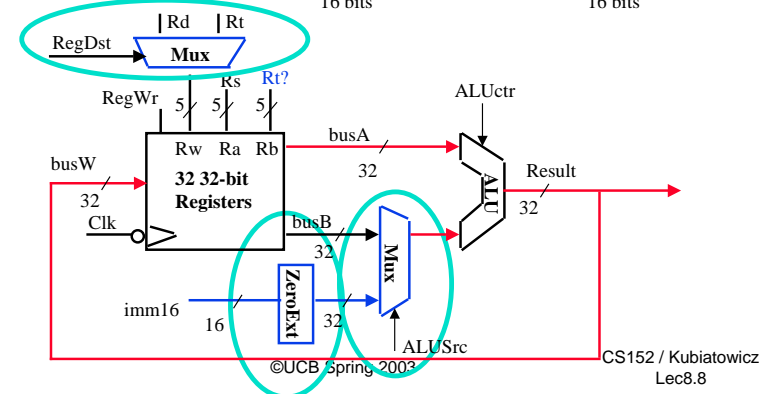 16 bits 16 bits
Rd Rt
RegDst
Mux
Rs Rt?
RegWr
ALUctr
5 5 5
Rw Ra Rb
busA
32
busW
32
32 32-bit
Registers
ALU
Result
32
Clk
busB
32
Mux
ZeroExt
imm16
16
32
ALUSrc
©UCB Spring 2003
CS152 / Kubiatowicz
Lec8.8